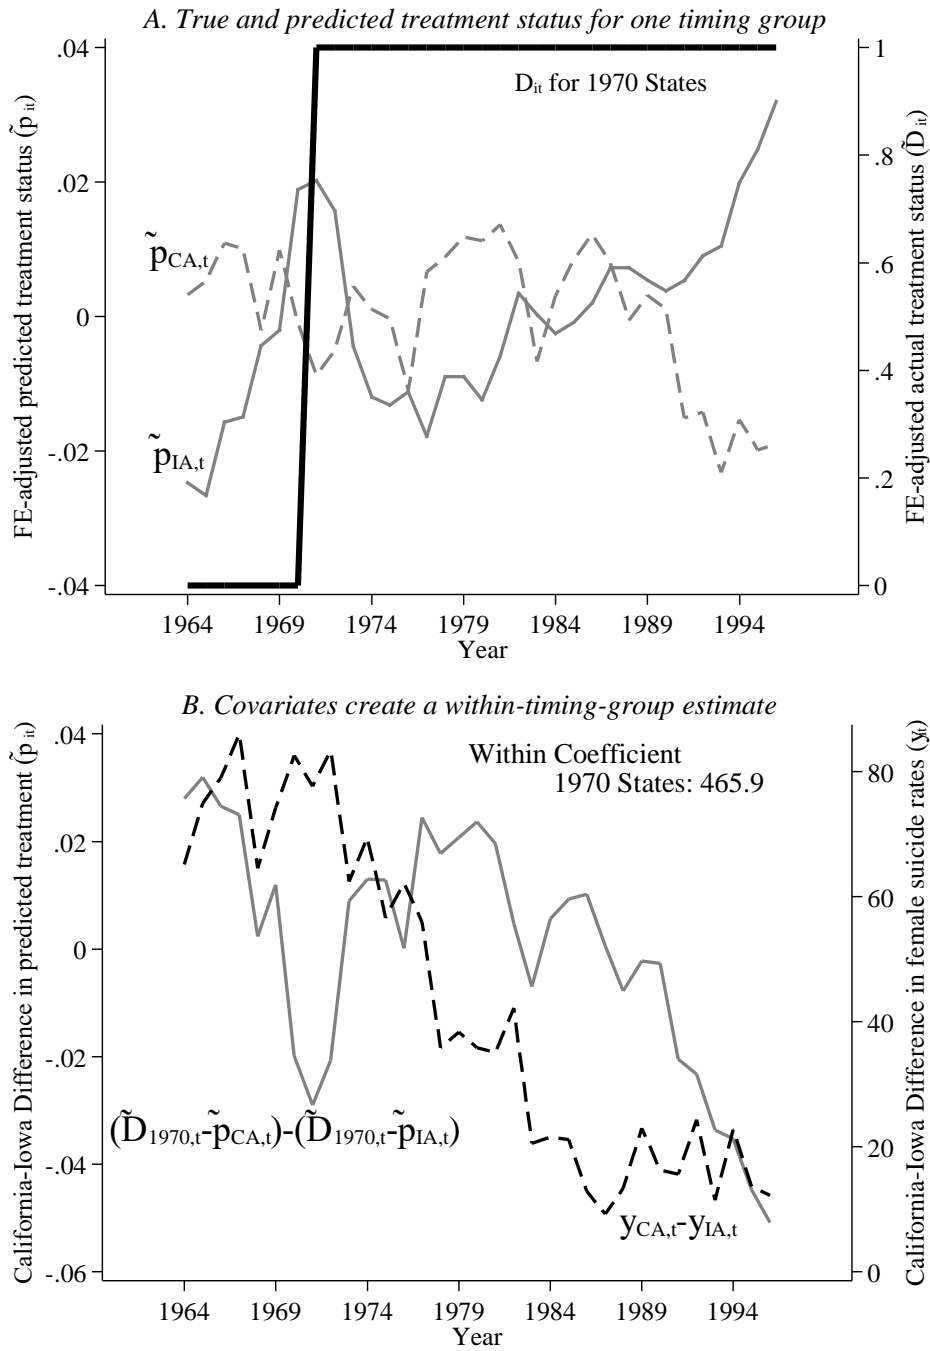 A. True and predicted treatment status for one timing group
FE-adjusted predicted treatment status (p̃ it)
.04
.02
0
-.02
-.04
D it for 1970 States
p̃ CA,t
p̃ IA,t
1
.8
.6
.4
.2
0
FE-adjusted actual treatment status (D̃ it)
1964 1969 1974 1979 1984 1989 1994
Year
B. Covariates create a within-timing-group estimate
California-Iowa Difference in predicted treatment (p̃ it)
.04
.02
0
-.02
-.04
-.06
Within Coefficient
1970 States: 465.9
(D̃1970,t-p̃CA,t)-(D̃1970,t-p̃IA,t)
yCA,t-yIA,t
80
60
40
20
0
California-Iowa Difference in female suicide rates (yit)
1964 1969 1974 1979 1984 1989 1994
Year